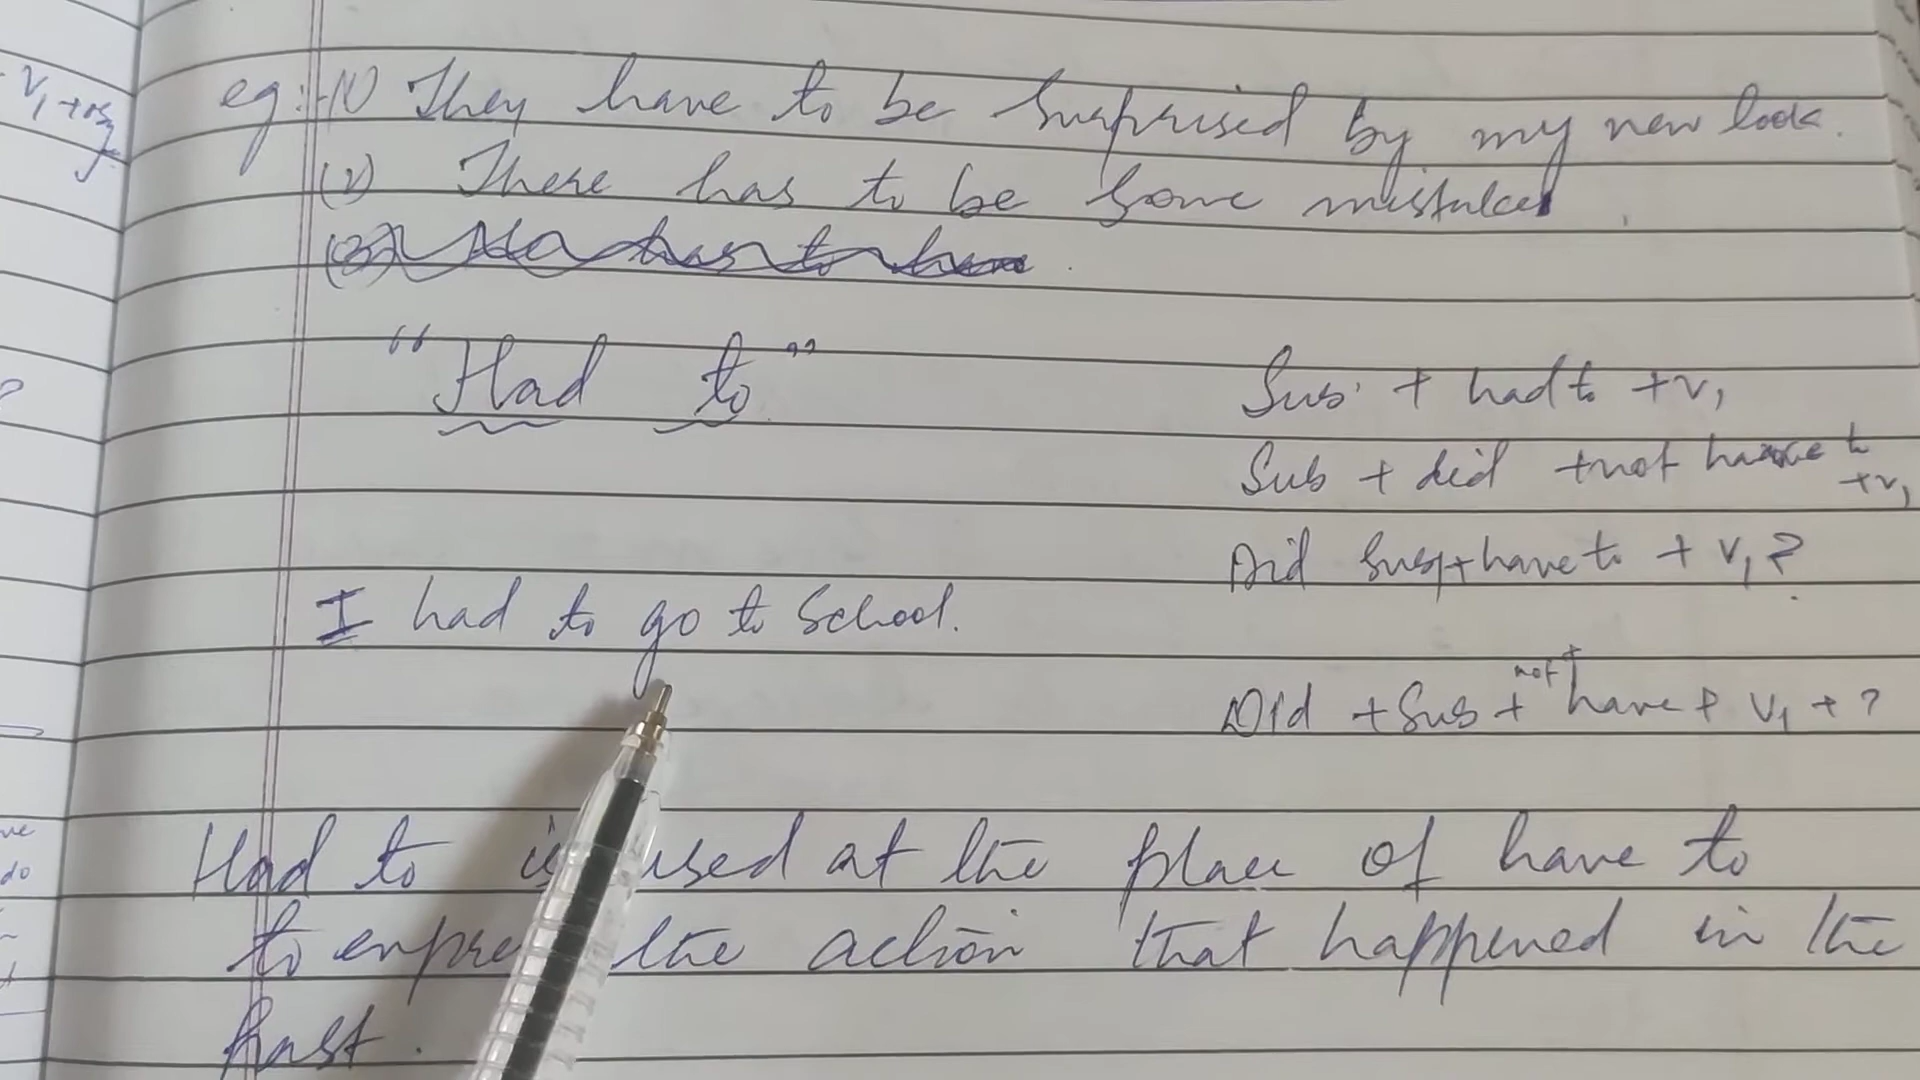 V1 + es
eg:- (1) They have to be surprised by my new look.
(2) There has to be some mistake.
"Had to"
Sub + had to + V1
Sub + did + not have to + V1
Did Sub + have to + V1 ?
I had to go to School.
Did + Sub + not + have + V1 + ?
Had to is used at the place of have to
to expre the action that happened in the
past.